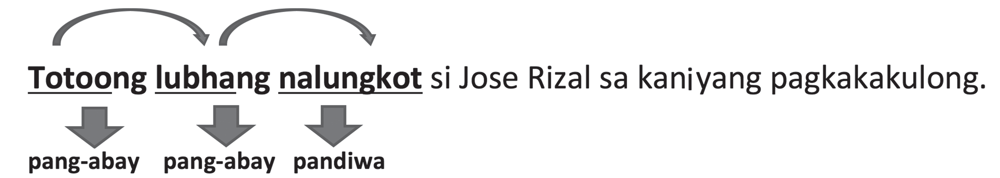 Totoong lubhang nalungkot si Jose Rizal sa kaniyang pagkakakulong.
pang-abay pang-abay pandiwa